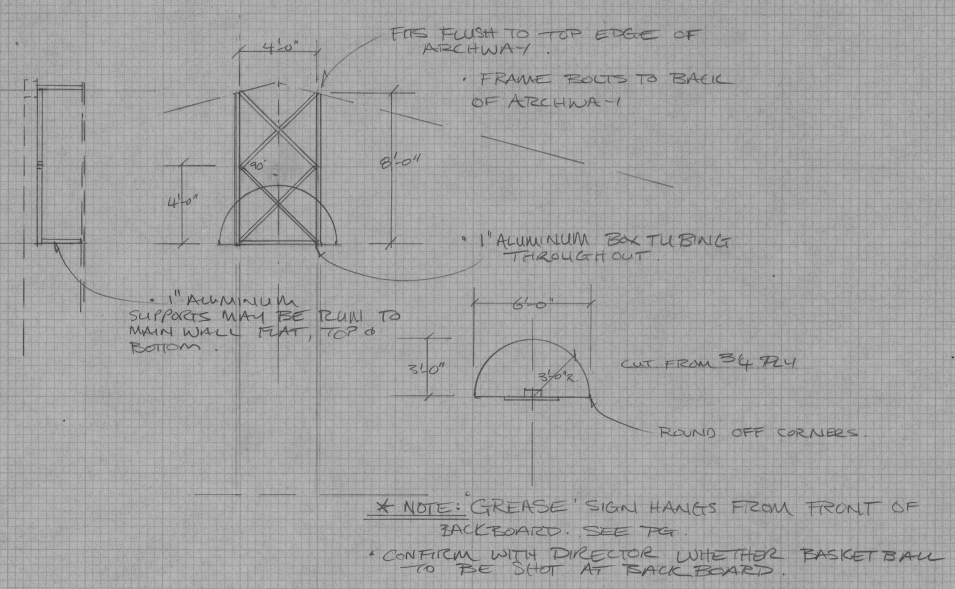 FITS FLUSH TO TOP EDGE OF
ARCHWAY.
• FRAME BOLTS TO BACK
OF ARCHWAY
4'-0"
8'-0"
90°
4'-0"
• 1" ALUMINUM BOX TUBING
THROUGHOUT.
• 1" ALUMINUM
SUPPORTS MAY BE RUN TO
MAIN WALL FLAT, TOP &
BOTTOM.
6'-0"
3'-0"
3'-0" R.
CUT FROM 3/4 PLY
ROUND OFF CORNERS.
* NOTE: 'GREASE' SIGN HANGS FROM FRONT OF
BACKBOARD. SEE PG.
• CONFIRM WITH DIRECTOR WHETHER BASKETBALL
TO BE SHOT AT BACKBOARD.